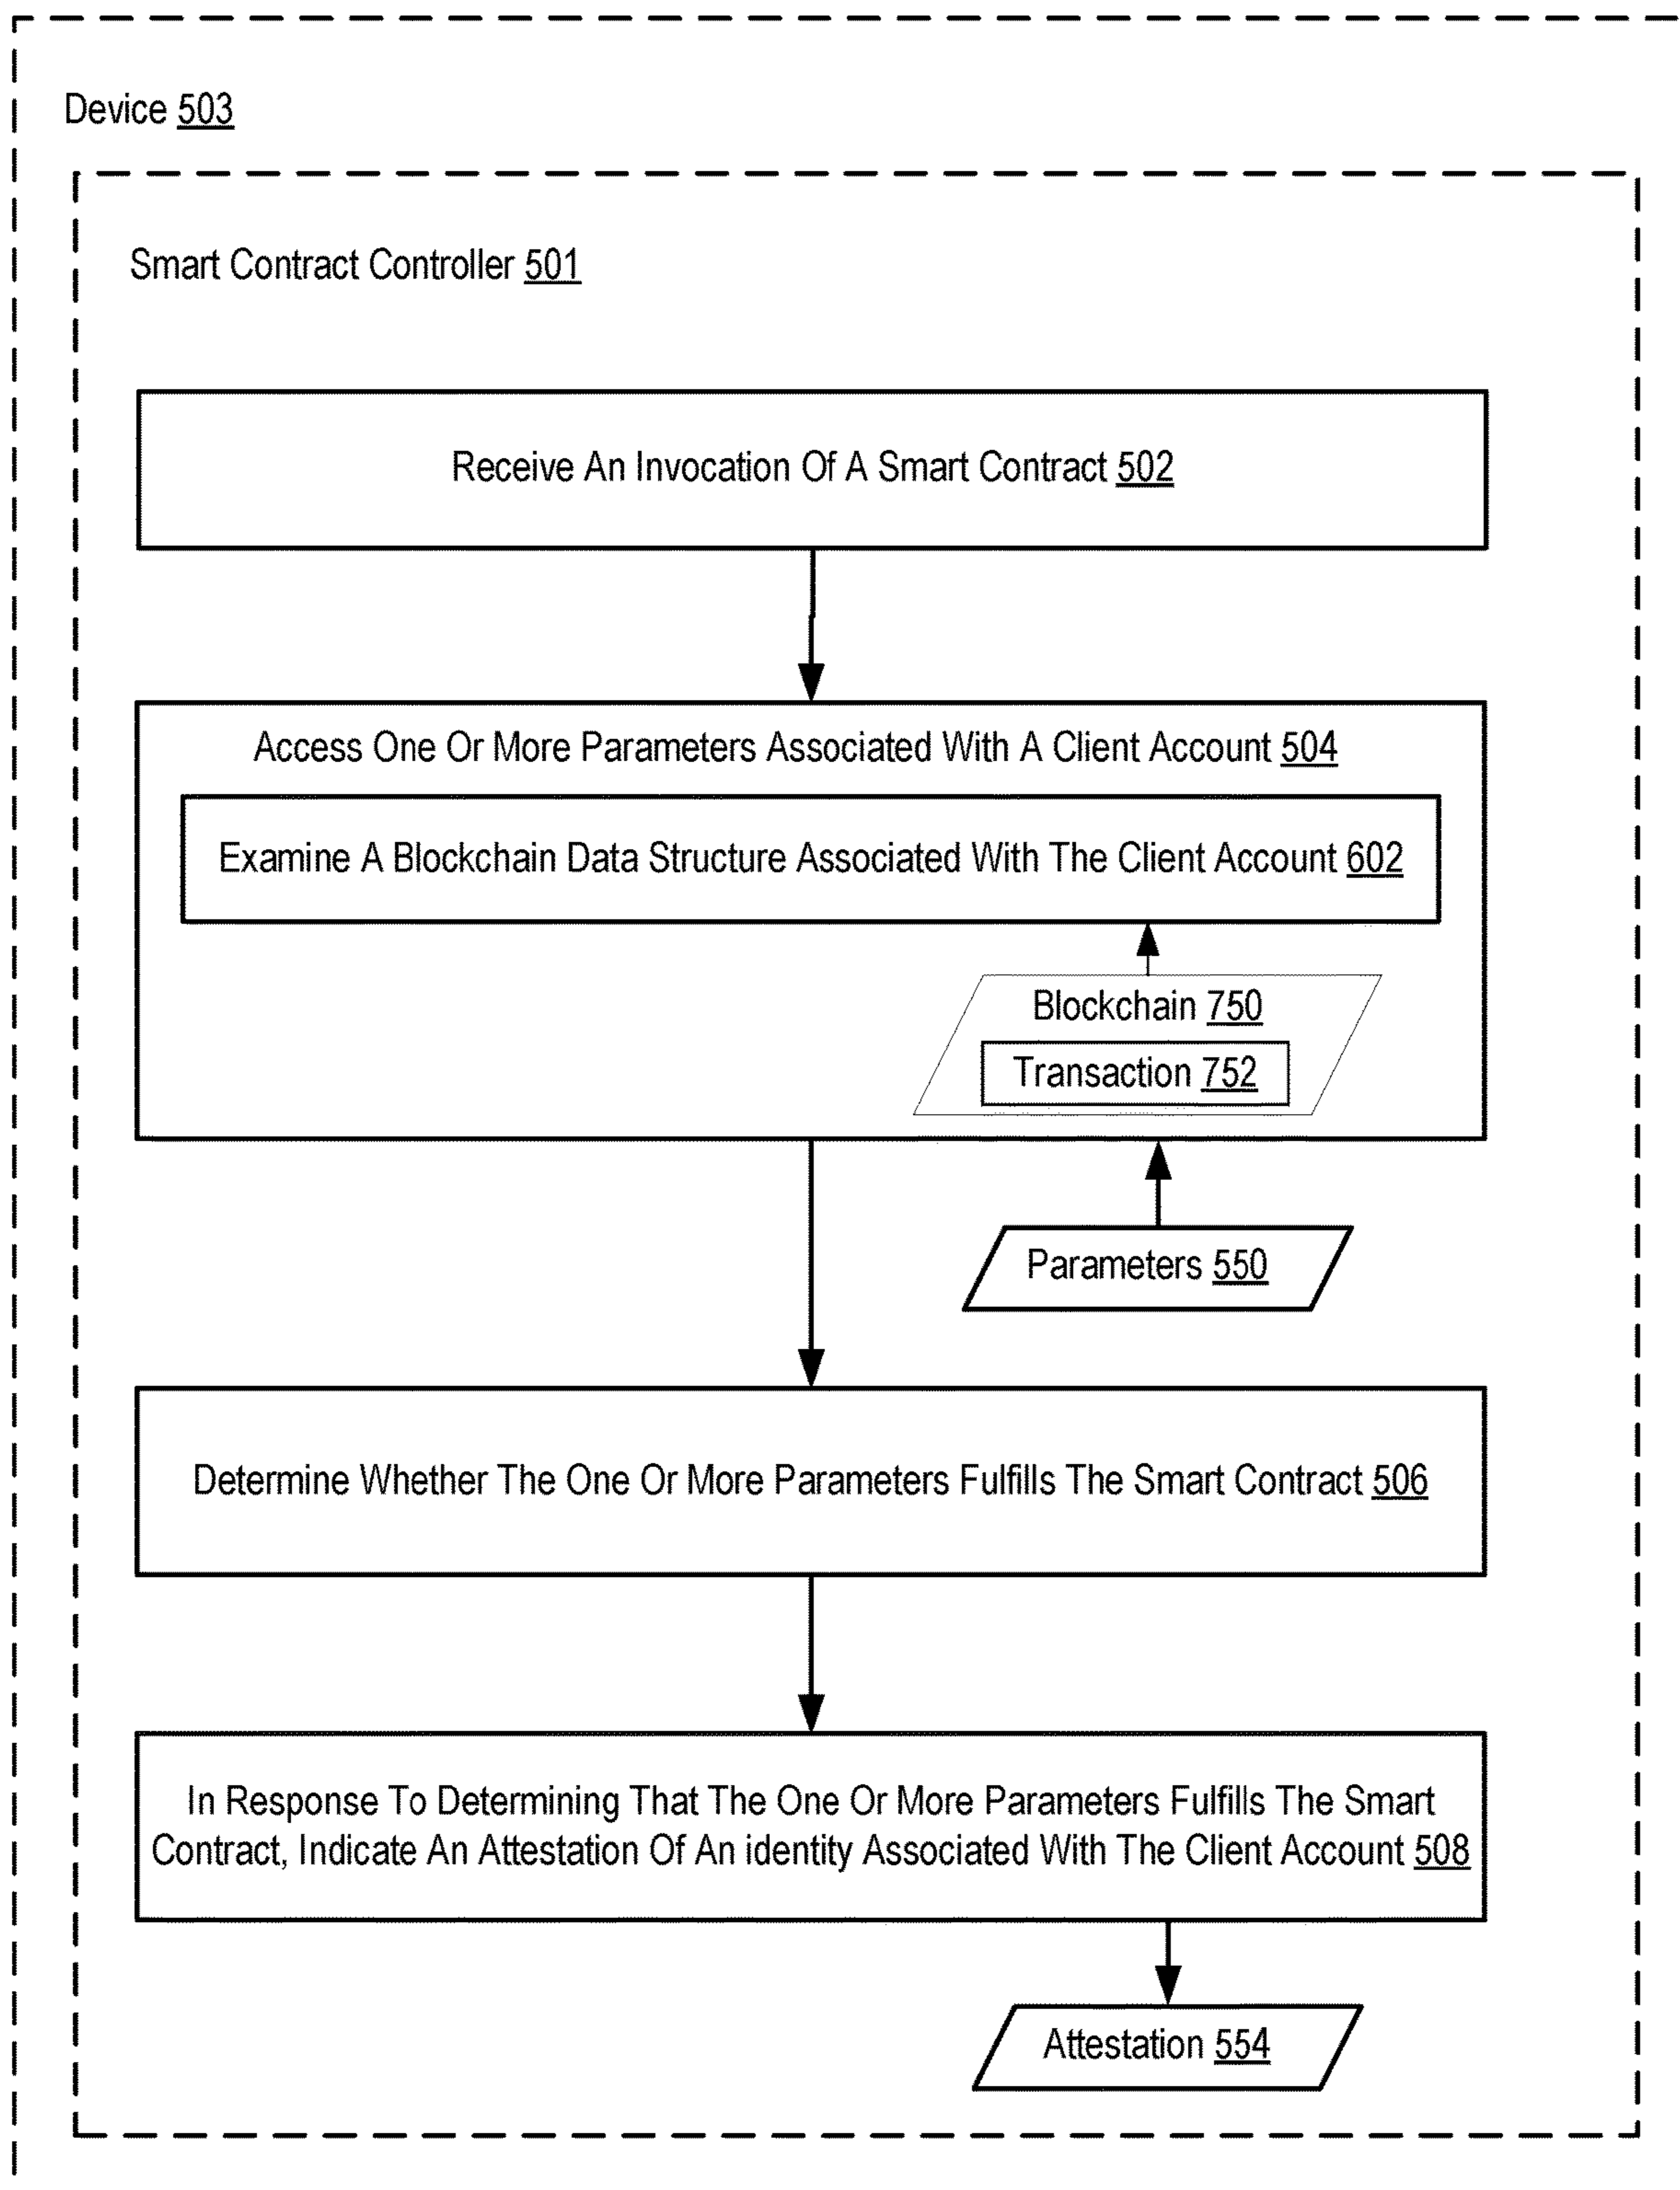 Device 503
Smart Contract Controller 501
Receive An Invocation Of A Smart Contract 502
Access One Or More Parameters Associated With A Client Account 504
Examine A Blockchain Data Structure Associated With The Client Account 602
Blockchain 750
Transaction 752
Parameters 550
Determine Whether The One Or More Parameters Fulfills The Smart Contract 506
In Response To Determining That The One Or More Parameters Fulfills The Smart
Contract, Indicate An Attestation Of An identity Associated With The Client Account 508
Attestation 554